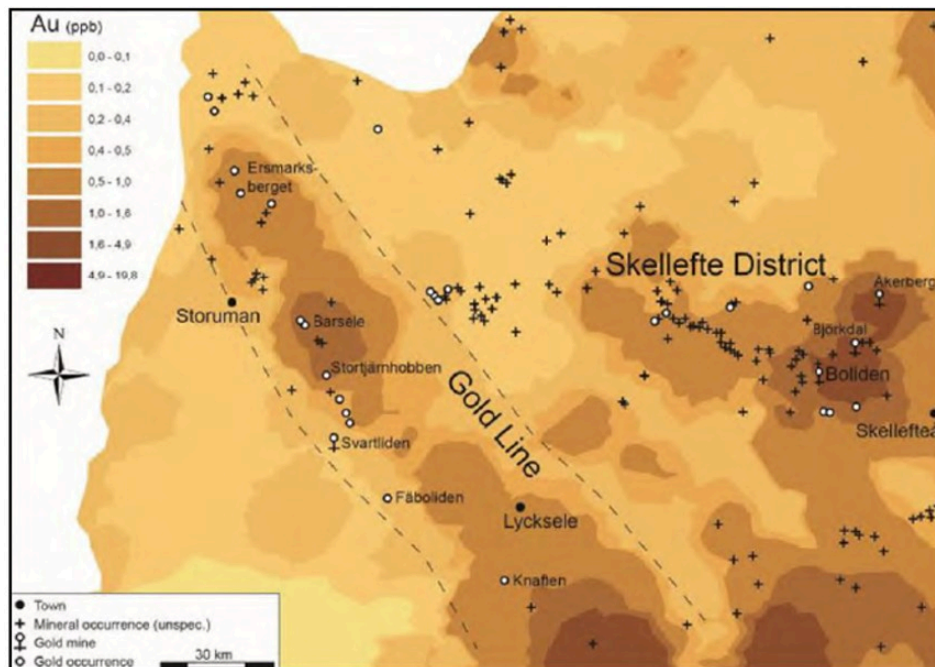 Au (ppb)
0,0 - 0,1
0,1 - 0,2
0,2 - 0,4
0,4 - 0,5
0,5 - 1,0
1,0 - 1,6
1,6 - 4,9
4,9 - 19,8
Ersmarks-
berget
Skellefte District
Akerberg
Storuman
Barsele
Björkdal
N
Stortjärnhobben
Boliden
Gold Line
Skellefteå
Svartliden
Fäboliden
Lycksele
Knaften
Town
Mineral occurrence (unspec.)
Gold mine
Gold occurrence
30 km